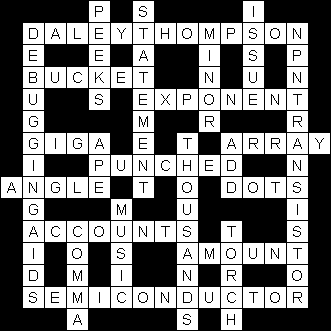 P S I
DALEYTHOMPSON
E E A I S P
BUCKET N U N
U S EXPONENT
G M R R
GIGA E T ARRAY
I PUNCHED N
ANGLE T O DOTS
G M U I
ACCOUNTS T S
I O S AMOUNT
D M I N R O
SEMICONDUCTOR
A S H